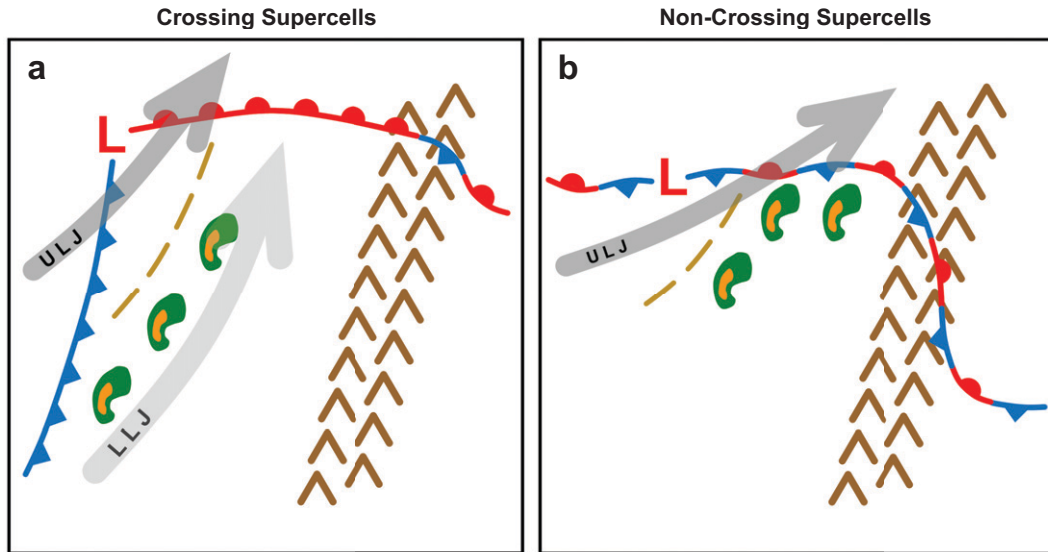 Crossing Supercells
Non-Crossing Supercells
a
L
ULJ
LLJ
b
L
ULJ